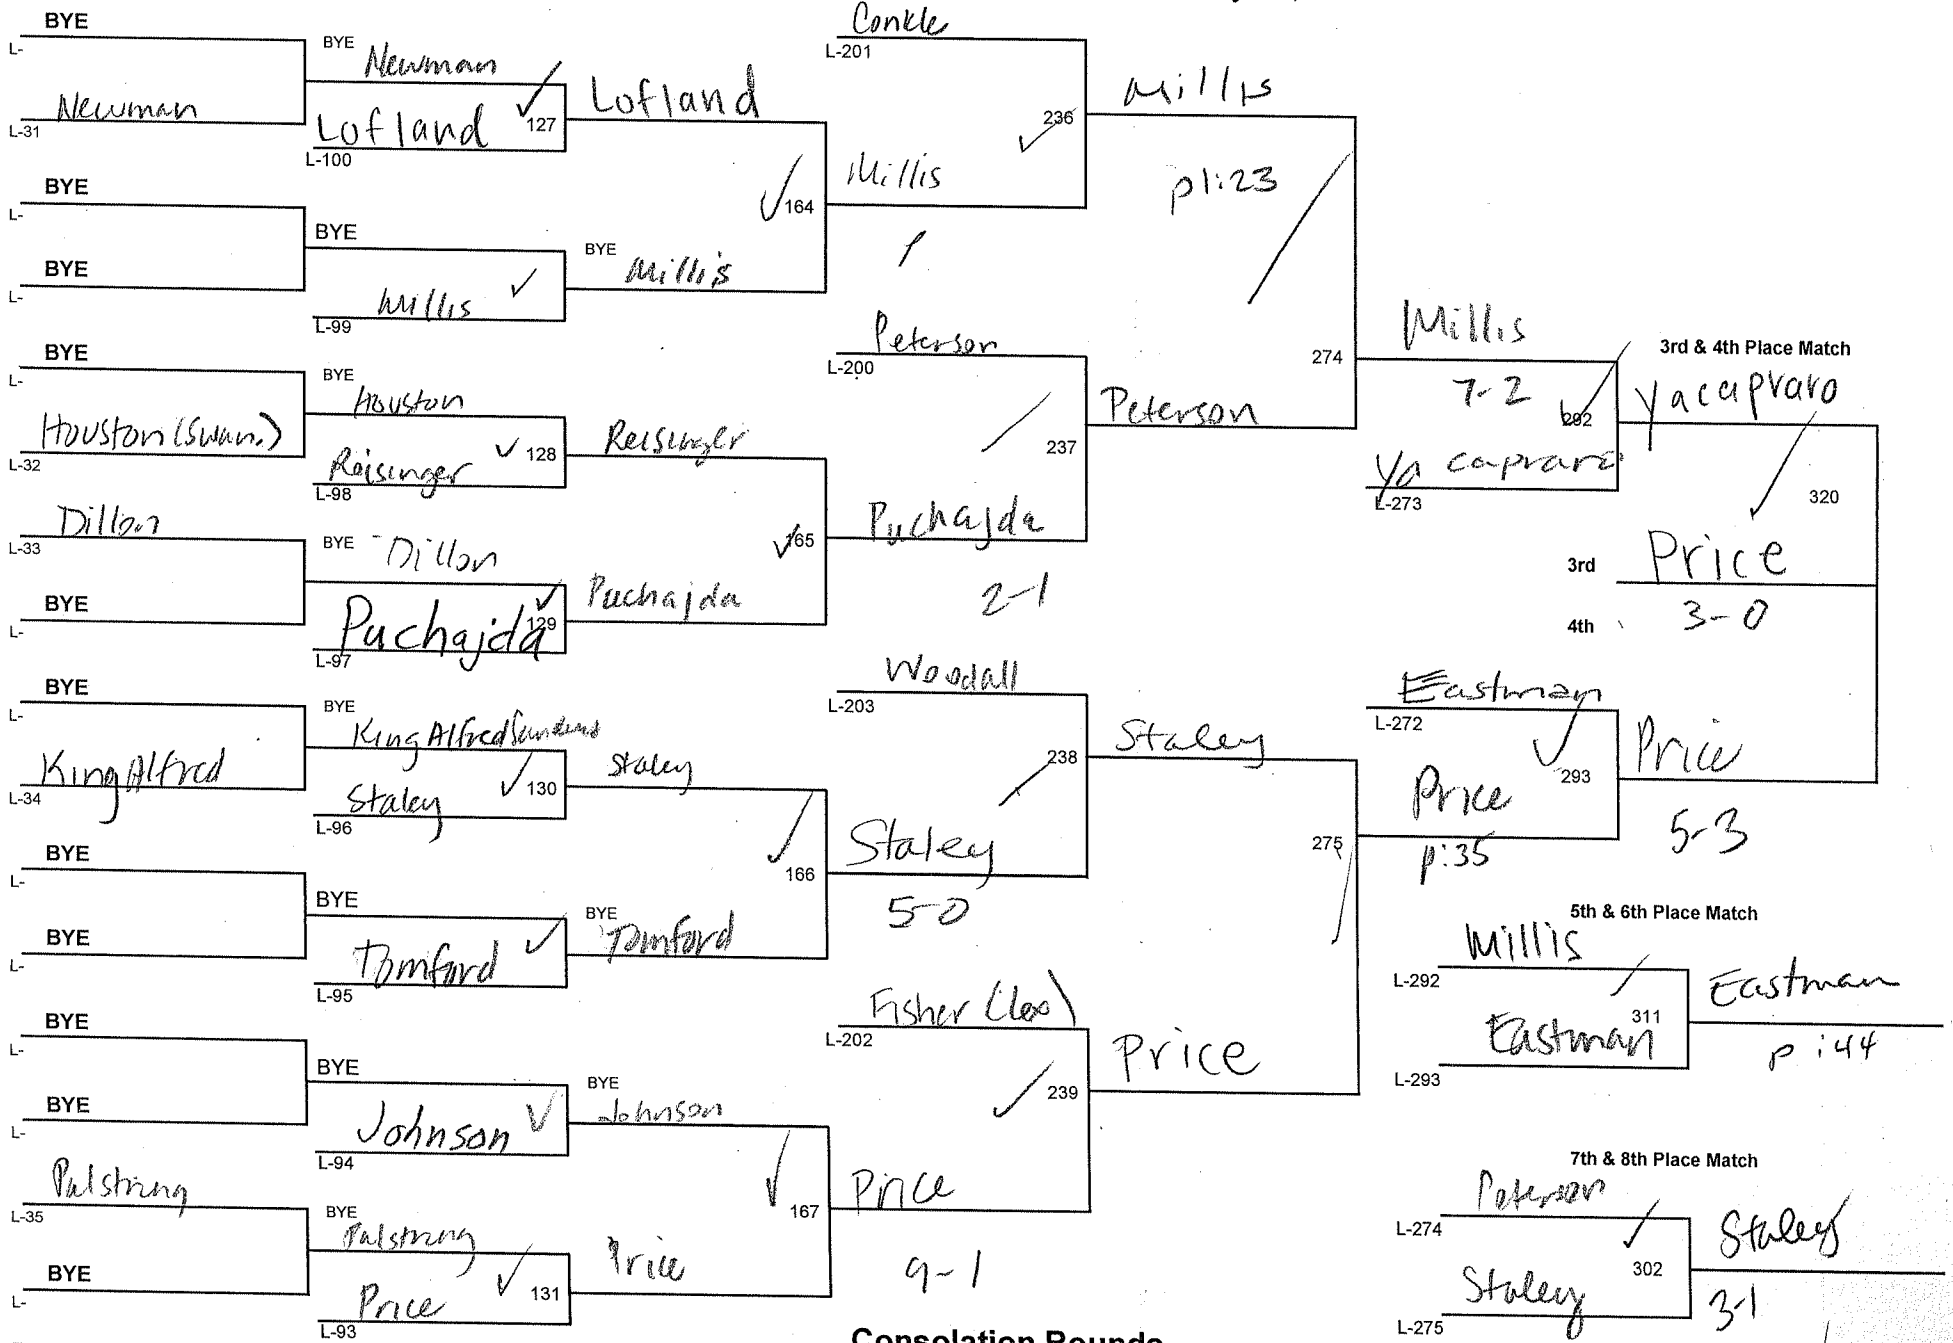 BYE
L-
Newman
L-31
BYE
L-
BYE
L-
BYE
L-
Houston (Swan.)
L-32
Dillon
L-33
BYE
L-
BYE
L-
King Alfred
L-34
BYE
L-
BYE
L-
BYE
L-
BYE
L-
Palstring
L-35
BYE
L-
BYE
Newman
Lofland
127
L-100
BYE
Millis
L-99
BYE
Houston
Reisinger
128
L-98
BYE
Dillon
Puchajda
129
L-97
BYE
King Alfred Sanders
Staley
130
L-96
BYE
Tomford
L-95
BYE
Johnson
L-94
BYE
Palstring
Price
131
L-93
Lofland
164
BYE
Millis
Reisinger
165
Puchajda
Staley
166
BYE
Tomford
BYE
Johnson
167
Price
Conkle
L-201
236
Millis
Peterson
L-200
237
Puchajda
2-1
Woodall
L-203
238
Staley
5-0
Fisher (Lex)
L-202
239
Price
9-1
Consolation Rounds
Millis
p1:23
274
Peterson
Staley
275
Price
Millis
7-2
292
Yacapraro
L-273
Eastman
L-272
293
Price
p:35
3rd & 4th Place Match
Yacapraro
320
3rd
Price
4th
3-0
Price
5-3
5th & 6th Place Match
Millis
L-292
311
Eastman
L-293
Eastman
p :44
7th & 8th Place Match
Peterson
L-274
302
Staley
L-275
Staley
3-1